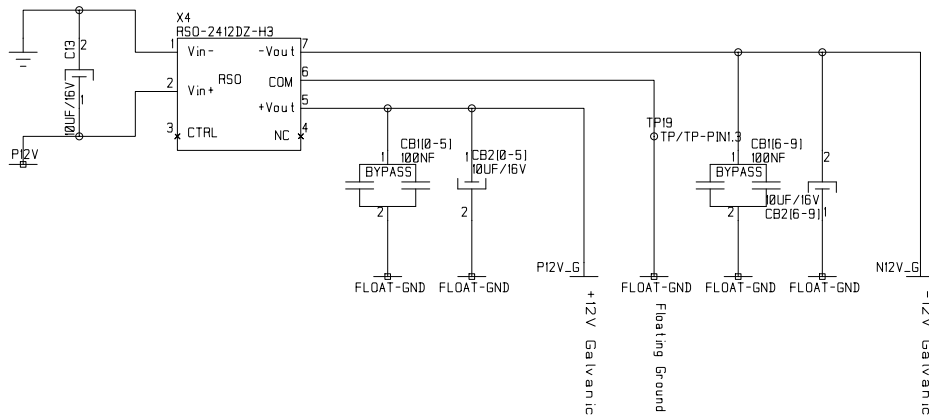 X4
RSO-2412DZ-H3
1 Vin- -Vout 7
RSO
2 Vin+ COM 6
+Vout 5
3 CTRL NC 4
C13 2
1
10UF/16V
P12V
TP19
TP/TP-PIN1.3
1 CB1[0-5]
100NF
BYPASS
2
1 CB2[0-5]
10UF/16V
2
1 CB1[6-9]
100NF
BYPASS
2
2
10UF/16V
CB2[6-9] 1
P12V_G
N12V_G
FLOAT-GND FLOAT-GND FLOAT-GND FLOAT-GND FLOAT-GND
+12V Galvanic
Floating Ground
-12V Galvanic